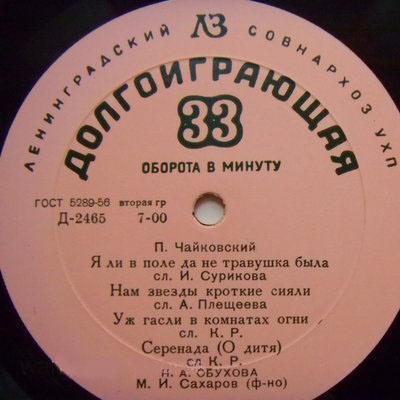 ЛЕНИНГРАДСКИЙ ЛЗ СОВНАРХОЗ УХП
ДОЛГОИГРАЮЩАЯ
33
ОБОРОТА В МИНУТУ
ГОСТ 5289-56 вторая гр
Д-2465 7-00
П. Чайковский
Я ли в поле да не травушка была
сл. И. Сурикова
Нам звезды кроткие сияли
сл. А. Плещеева
Уж гасли в комнатах огни
сл. К. Р.
Серенада (О дитя)
сл К. Р.
Н. А. ОБУХОВА
М. И. Сахаров (ф-но)